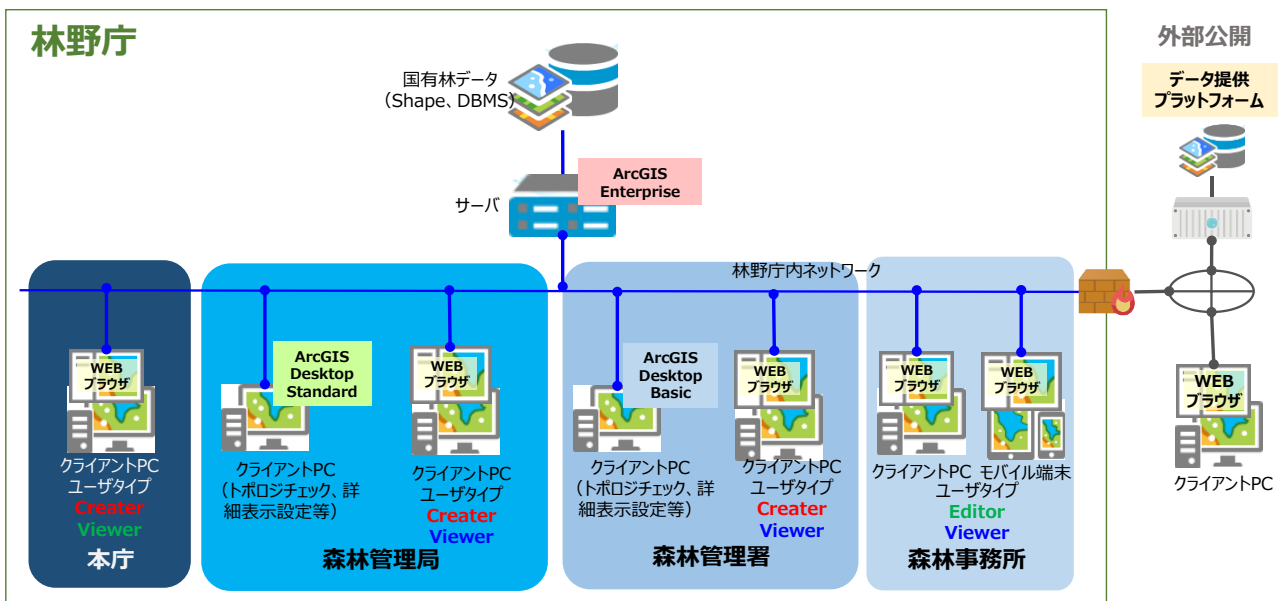 林野庁
外部公開
データ提供
プラットフォーム
国有林データ
(Shape、DBMS)
ArcGIS
Enterprise
サーバ
林野庁内ネットワーク
WEB
ブラウザ
クライアントPC
ユーザタイプ
Creater
Viewer
本庁
ArcGIS
Desktop
Standard
クライアントPC
(トポロジチェック、詳
細表示設定等)
WEB
ブラウザ
クライアントPC
ユーザタイプ
Creater
Viewer
森林管理局
ArcGIS
Desktop
Basic
クライアントPC
(トポロジチェック、詳
細表示設定等)
WEB
ブラウザ
クライアントPC
ユーザタイプ
Creater
Viewer
森林管理署
WEB
ブラウザ
WEB
ブラウザ
クライアントPC モバイル端末
ユーザタイプ
Editor
Viewer
森林事務所
WEB
ブラウザ
クライアントPC